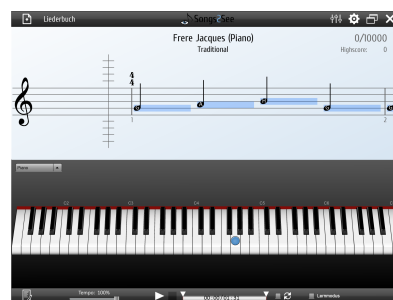 Liederbuch
Songs2See
Frere Jacques (Piano)
Traditional
0/10000
Highscore: 0
4
4
1
2
Piano
C2
C3
C4
C5
C6
Tempo: 100%
Lernmodus